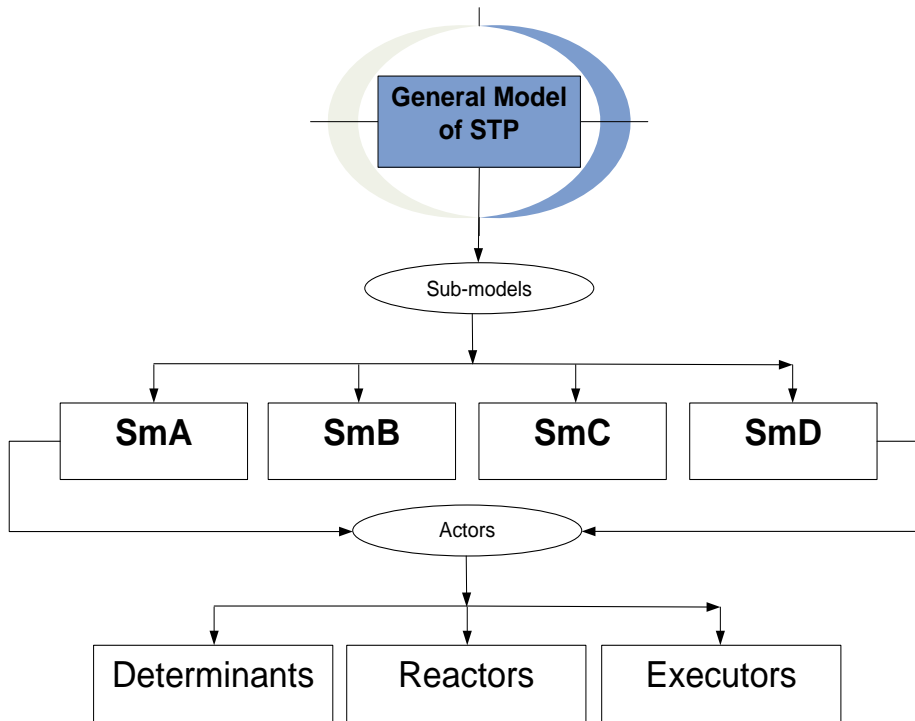 General Model
of STP
Sub-models
SmA
SmB
SmC
SmD
Actors
Determinants
Reactors
Executors